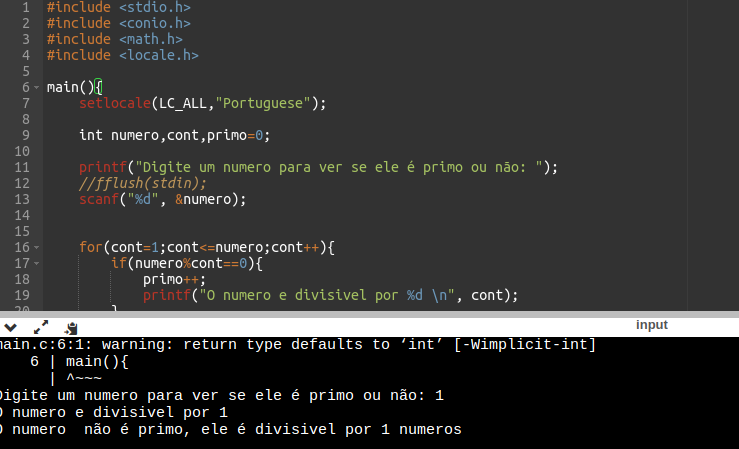 1 #include <stdio.h>
2 #include <conio.h>
3 #include <math.h>
4 #include <locale.h>
5
6 main(){
7 setlocale(LC_ALL,"Portuguese");
8
9 int numero,cont,primo=0;
10
11 printf("Digite um numero para ver se ele é primo ou não: ");
12 //fflush(stdin);
13 scanf("%d", &numero);
14
15
16 for(cont=1;cont<=numero;cont++){
17 if(numero%cont==0){
18 primo++;
19 printf("O numero e divisivel por %d \n", cont);
20 }
input
main.c:6:1: warning: return type defaults to ‘int’ [-Wimplicit-int]
6 | main(){
| ^~~~
Digite um numero para ver se ele é primo ou não: 1
O numero e divisivel por 1
O numero  não é primo, ele é divisivel por 1 numeros